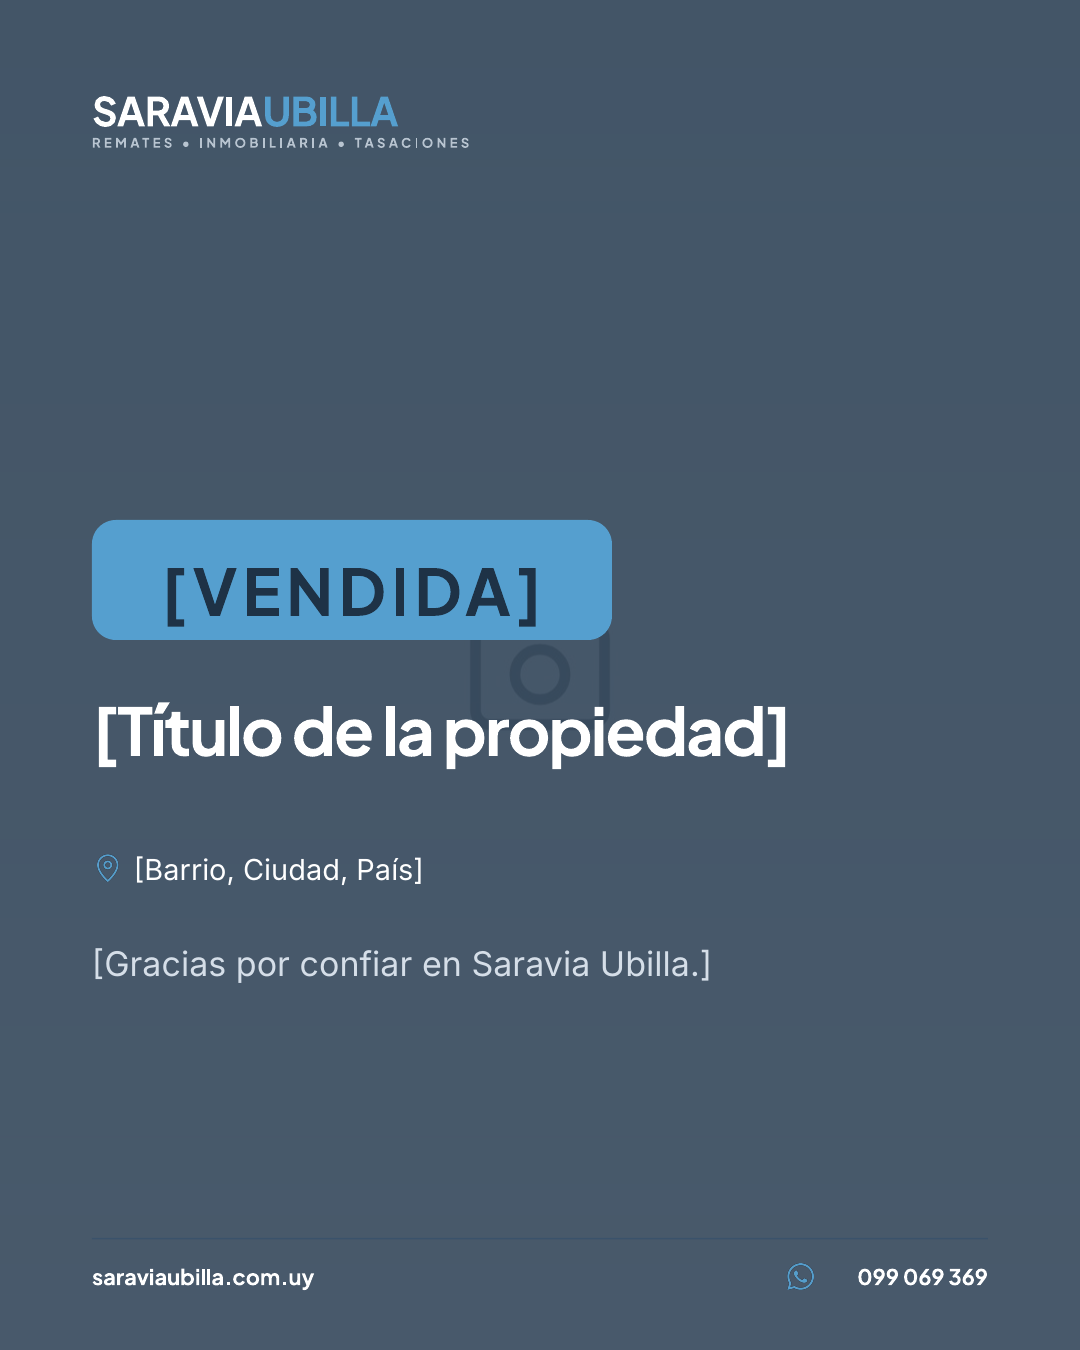 SARAVIAUBILLA
REMATES • INMOBILIARIA • TASACIONES
[VENDIDA]
[Título de la propiedad]
[Barrio, Ciudad, País]
[Gracias por confiar en Saravia Ubilla.]
saraviaubilla.com.uy
099 069 369